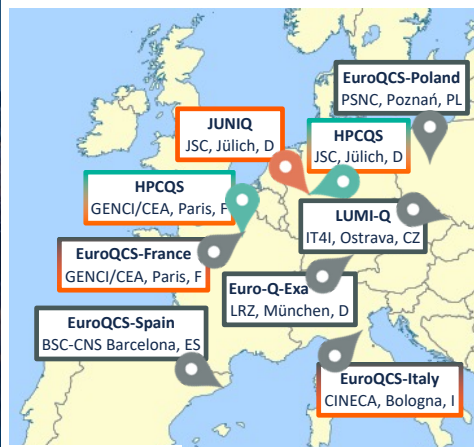 EuroQCS-Poland
PSNC, Poznań, PL
JUNIQ
JSC, Jülich, D
HPCQS
JSC, Jülich, D
HPCQS
GENCI/CEA, Paris, F
LUMI-Q
IT4I, Ostrava, CZ
EuroQCS-France
GENCI/CEA, Paris, F
Euro-Q-Exa
LRZ, München, D
EuroQCS-Spain
BSC-CNS Barcelona, ES
EuroQCS-Italy
CINECA, Bologna, I